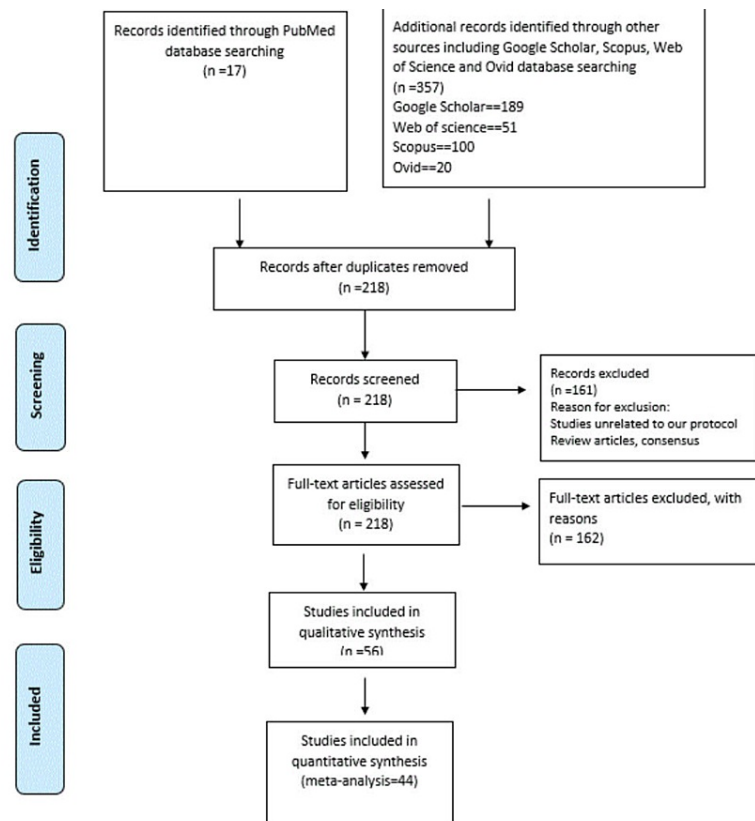 Records identified through PubMed
database searching
(n =17)
Additional records identified through other
sources including Google Scholar, Scopus, Web
of Science and Ovid database searching
(n =357)
Google Scholar==189
Web of science==51
Scopus==100
Ovid==20
Identification
Records after duplicates removed
(n =218)
Screening
Records screened
(n = 218)
Records excluded
(n =161)
Reason for exclusion:
Studies unrelated to our protocol
Review articles, consensus
Eligibility
Full-text articles assessed
for eligibility
(n = 218)
Full-text articles excluded, with
reasons
(n = 162)
Studies included in
qualitative synthesis
(n =56)
Included
Studies included in
quantitative synthesis
(meta-analysis=44)